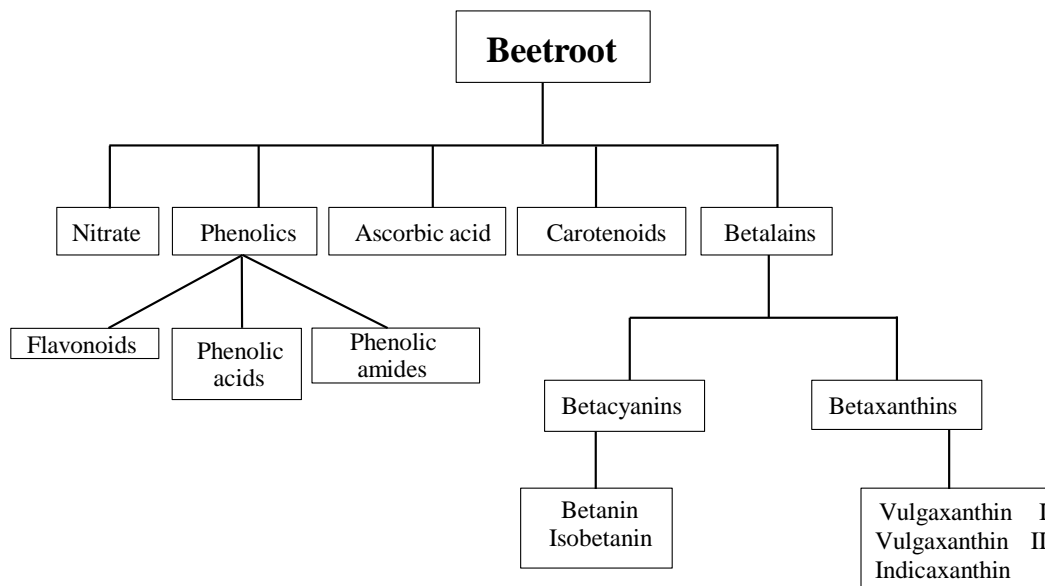 Beetroot
Nitrate
Phenolics
Ascorbic acid
Carotenoids
Betalains
Flavonoids
Phenolic
acids
Phenolic
amides
Betacyanins
Betaxanthins
Betanin
Isobetanin
Vulgaxanthin I
Vulgaxanthin II
Indicaxanthin